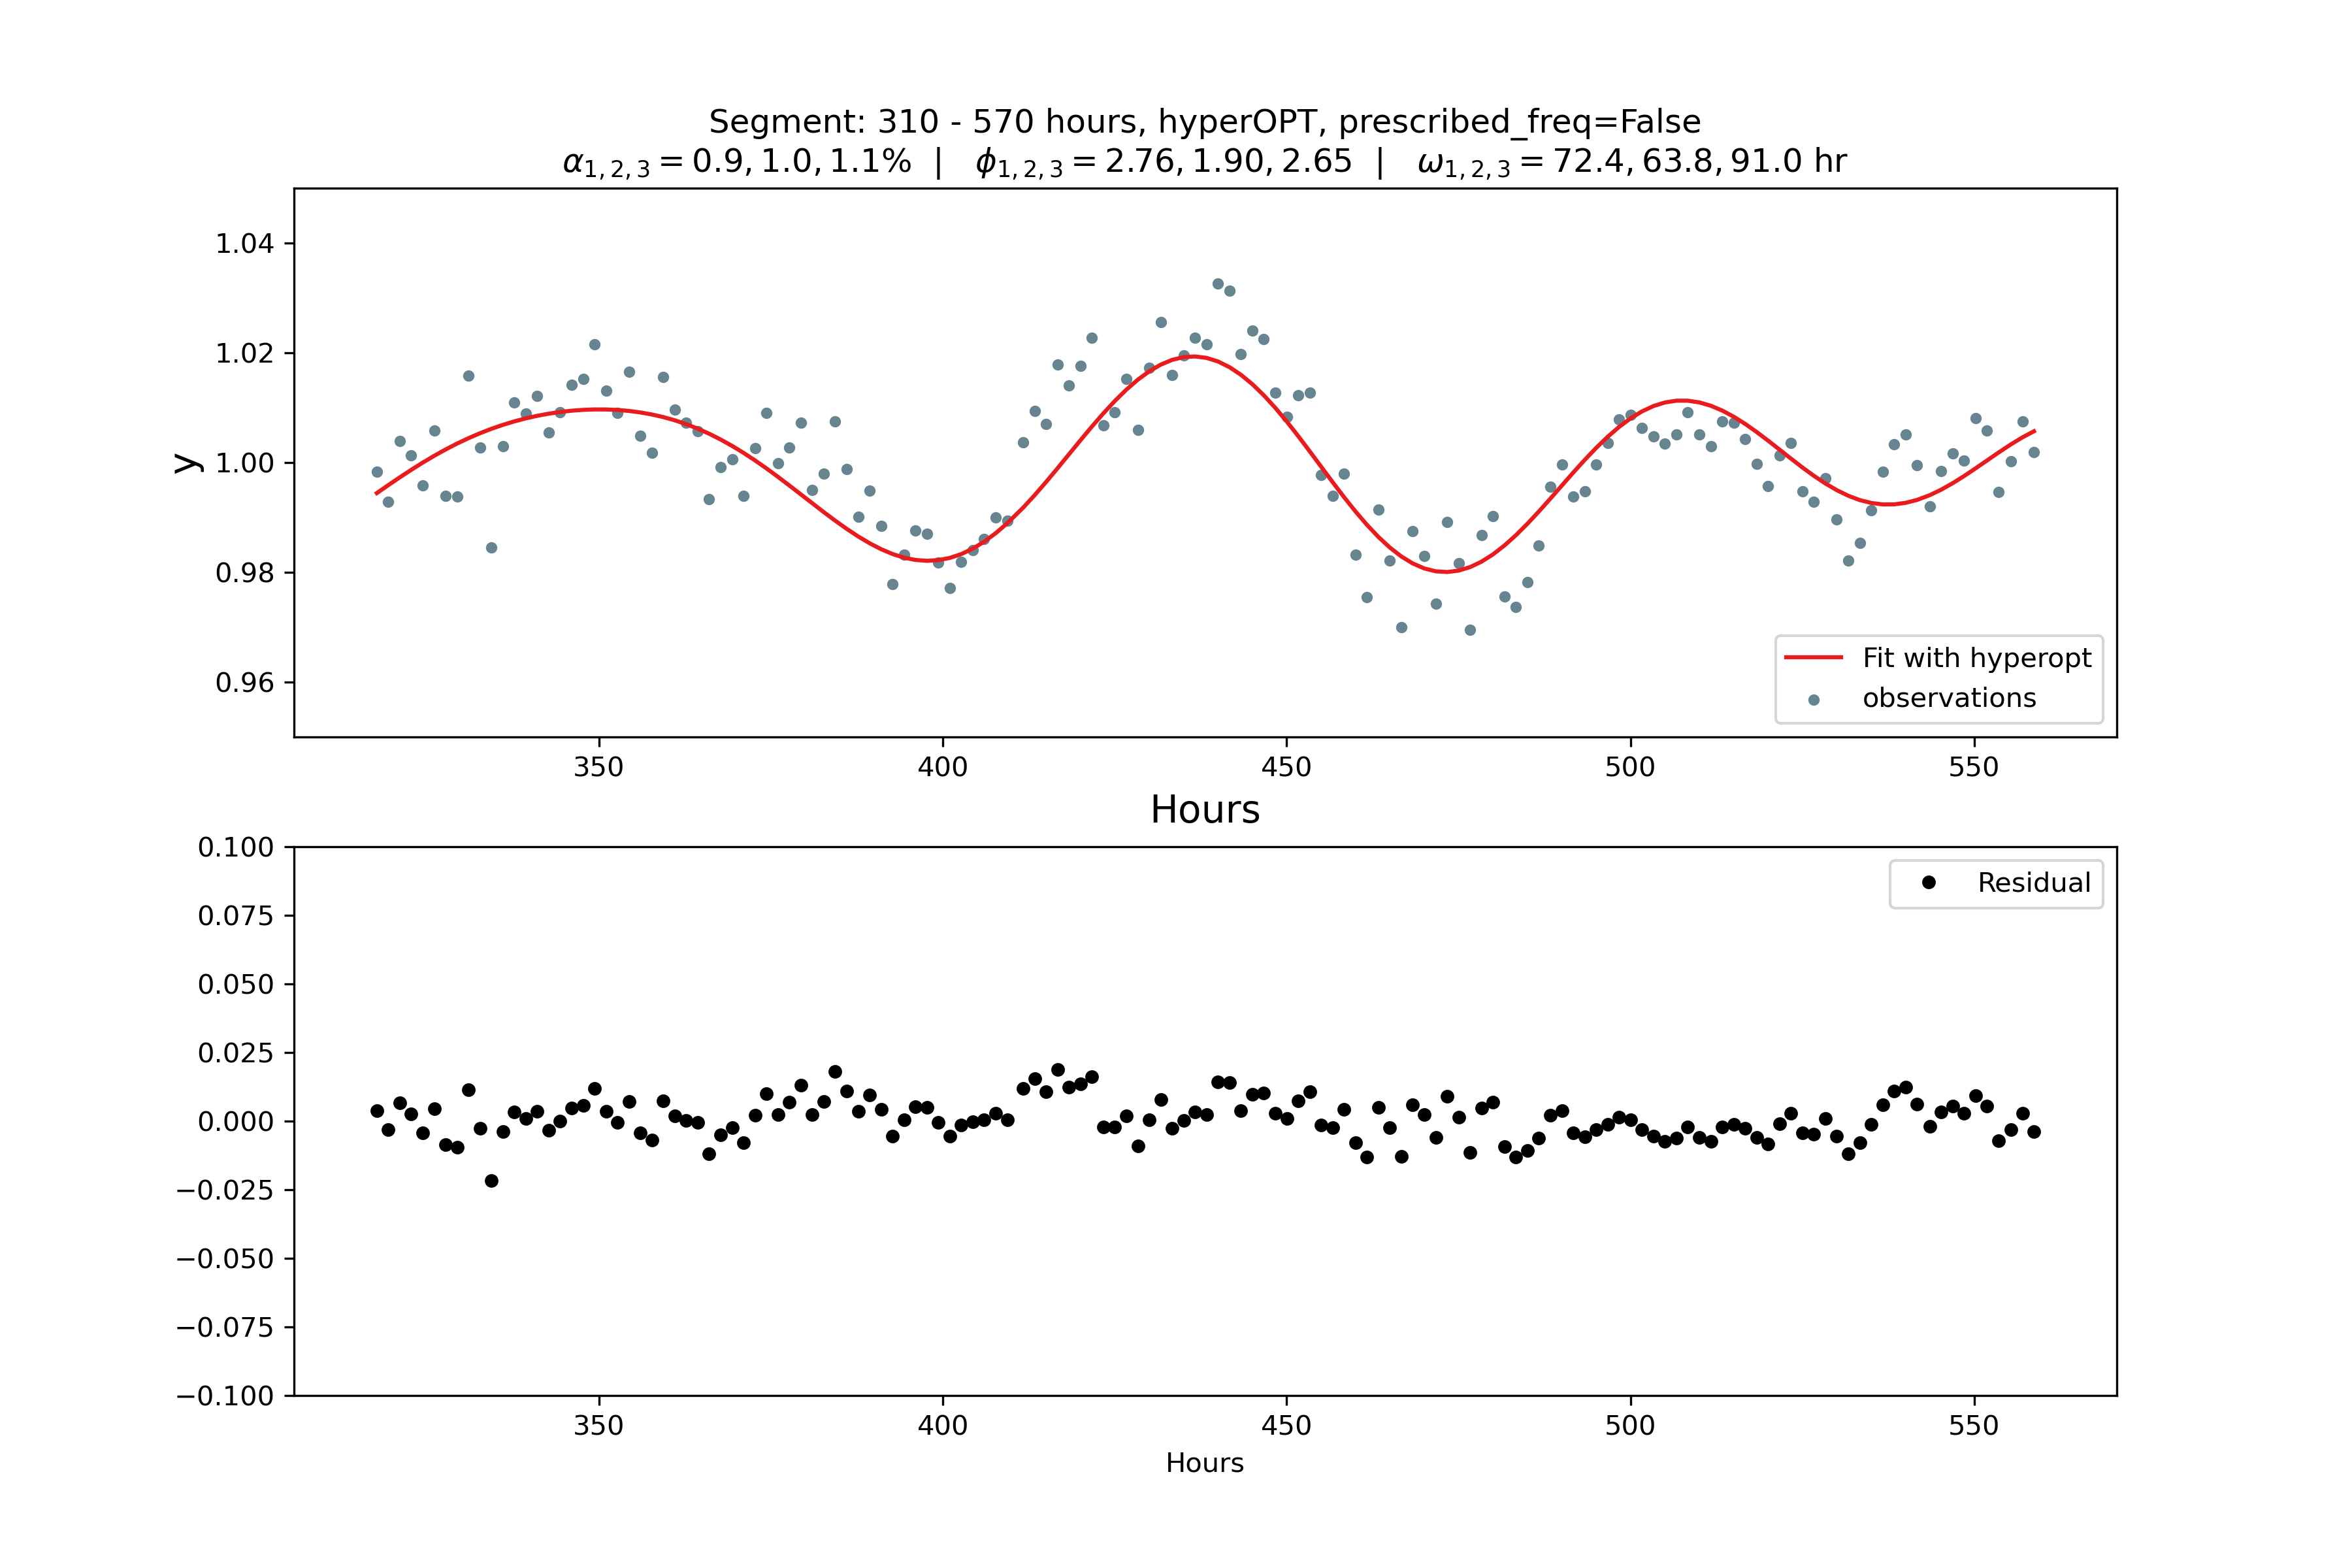 Segment: 310 - 570 hours, hyperOPT, prescribed_freq=False
α1, 2, 3 = 0.9, 1.0, 1.1% | ϕ1, 2, 3 = 2.76, 1.90, 2.65 | ω1, 2, 3 = 72.4, 63.8, 91.0 hr
1.04
1.02
1.00
0.98
0.96
y
Fit with hyperopt
observations
350 400 450 500 550
Hours
0.100
0.075
0.050
0.025
0.000
−0.025
−0.050
−0.075
−0.100
Residual
350 400 450 500 550
Hours